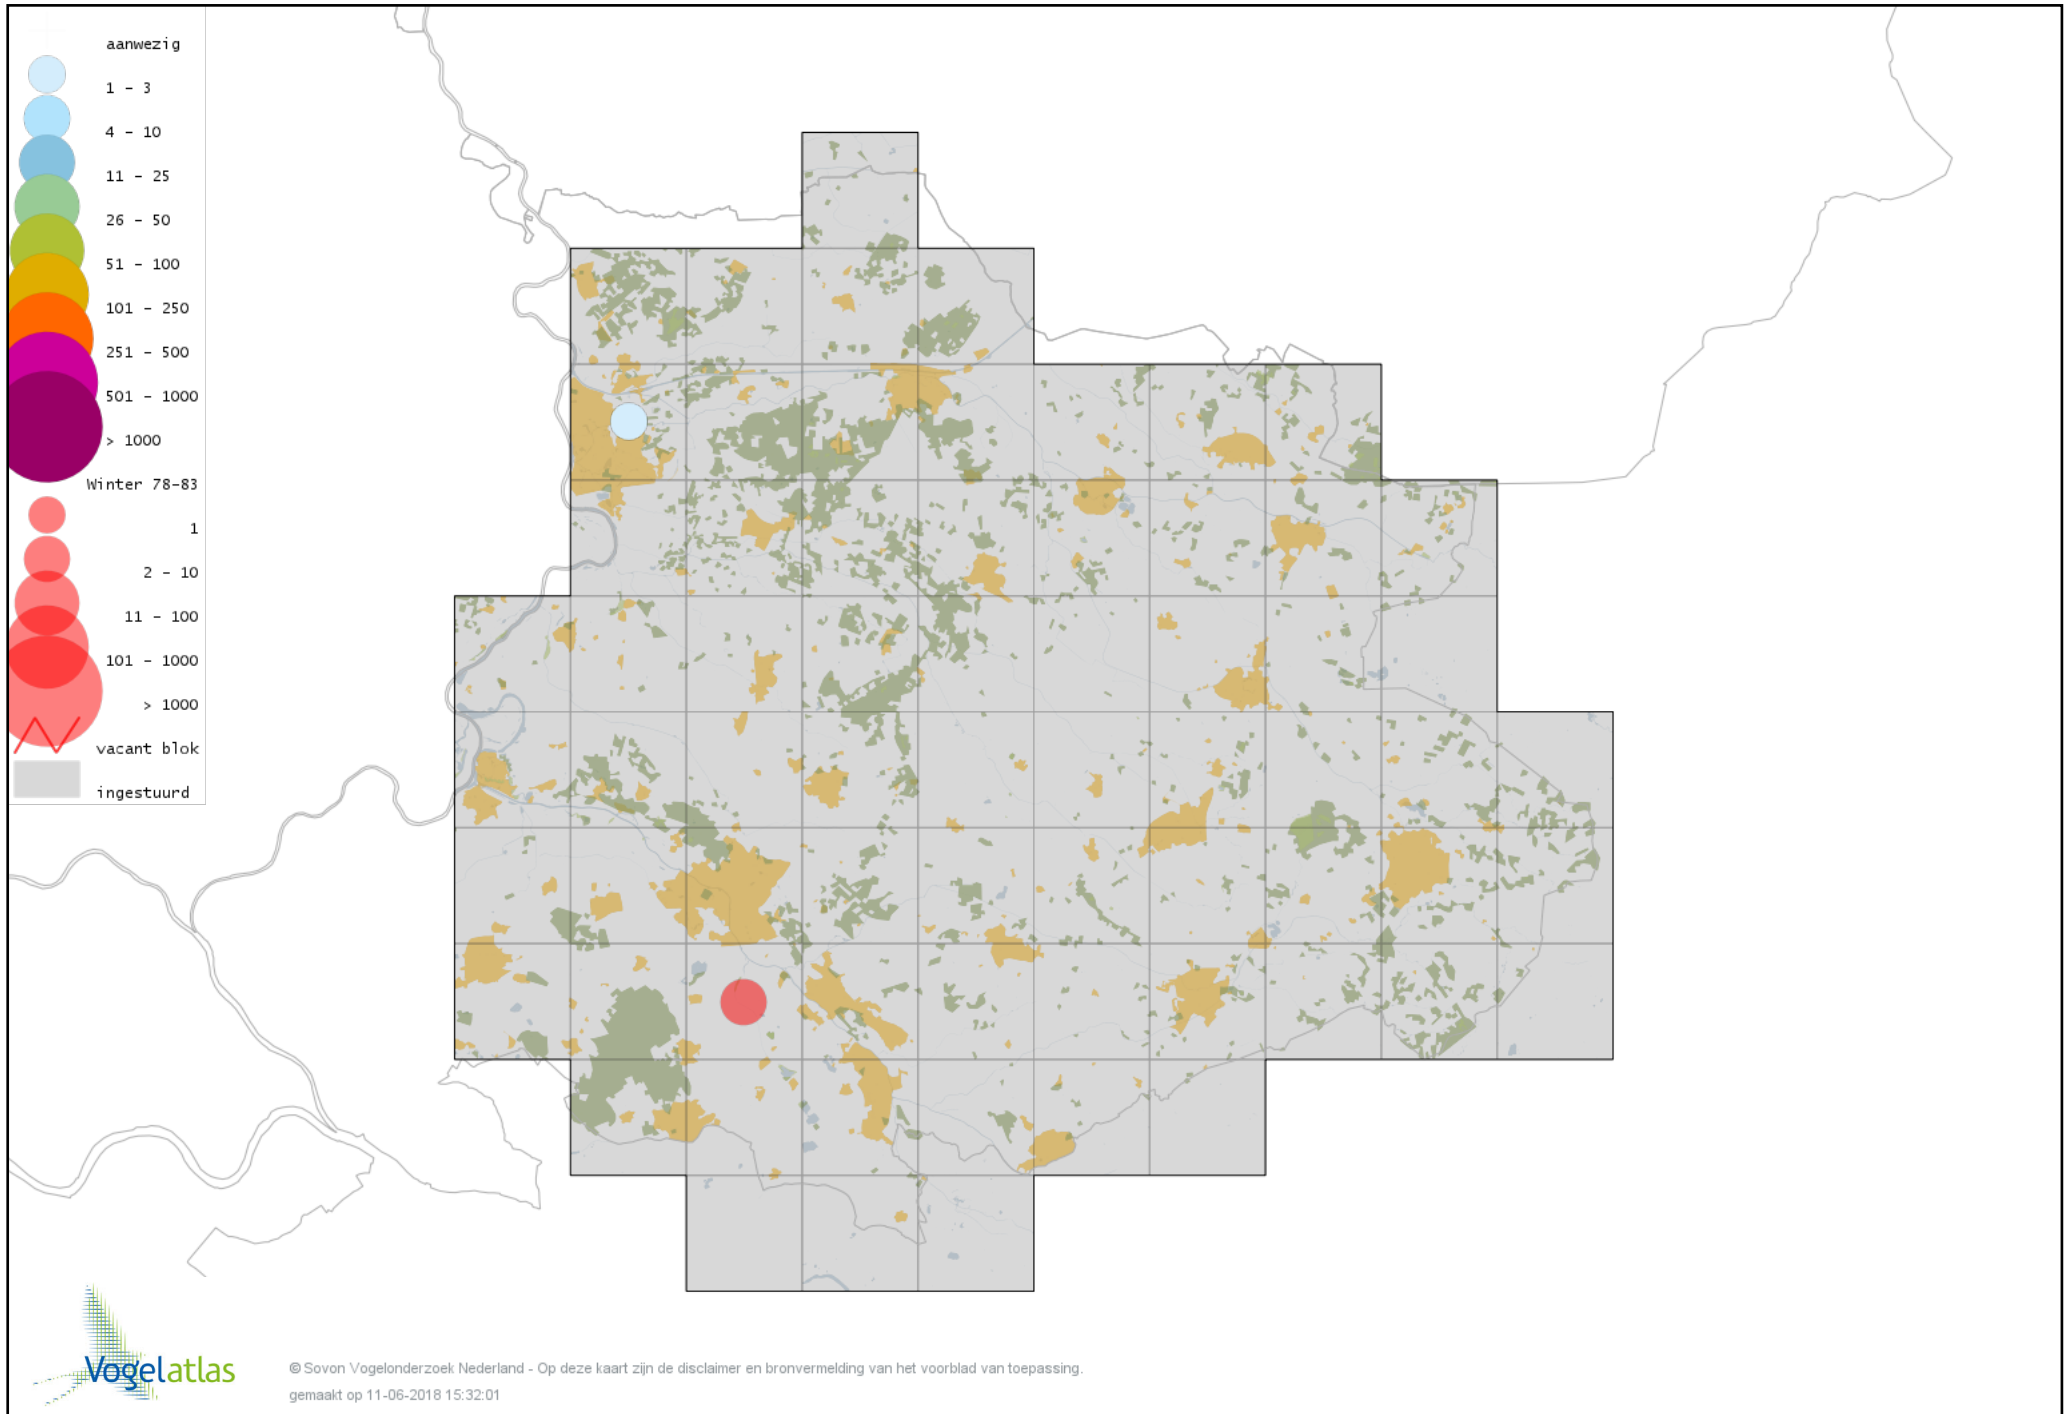 aanwezig
1 - 3
4 - 10
11 - 25
26 - 50
51 - 100
101 - 250
251 - 500
501 - 1000
> 1000
Winter 78-83
1
2 - 10
11 - 100
101 - 1000
> 1000
vacant blok
ingestuurd
Vogelatlas
© Sovon Vogelonderzoek Nederland - Op deze kaart zijn de disclaimer en bronvermelding van het voorblad van toepassing.
gemaakt op 11-06-2018 15:32:01